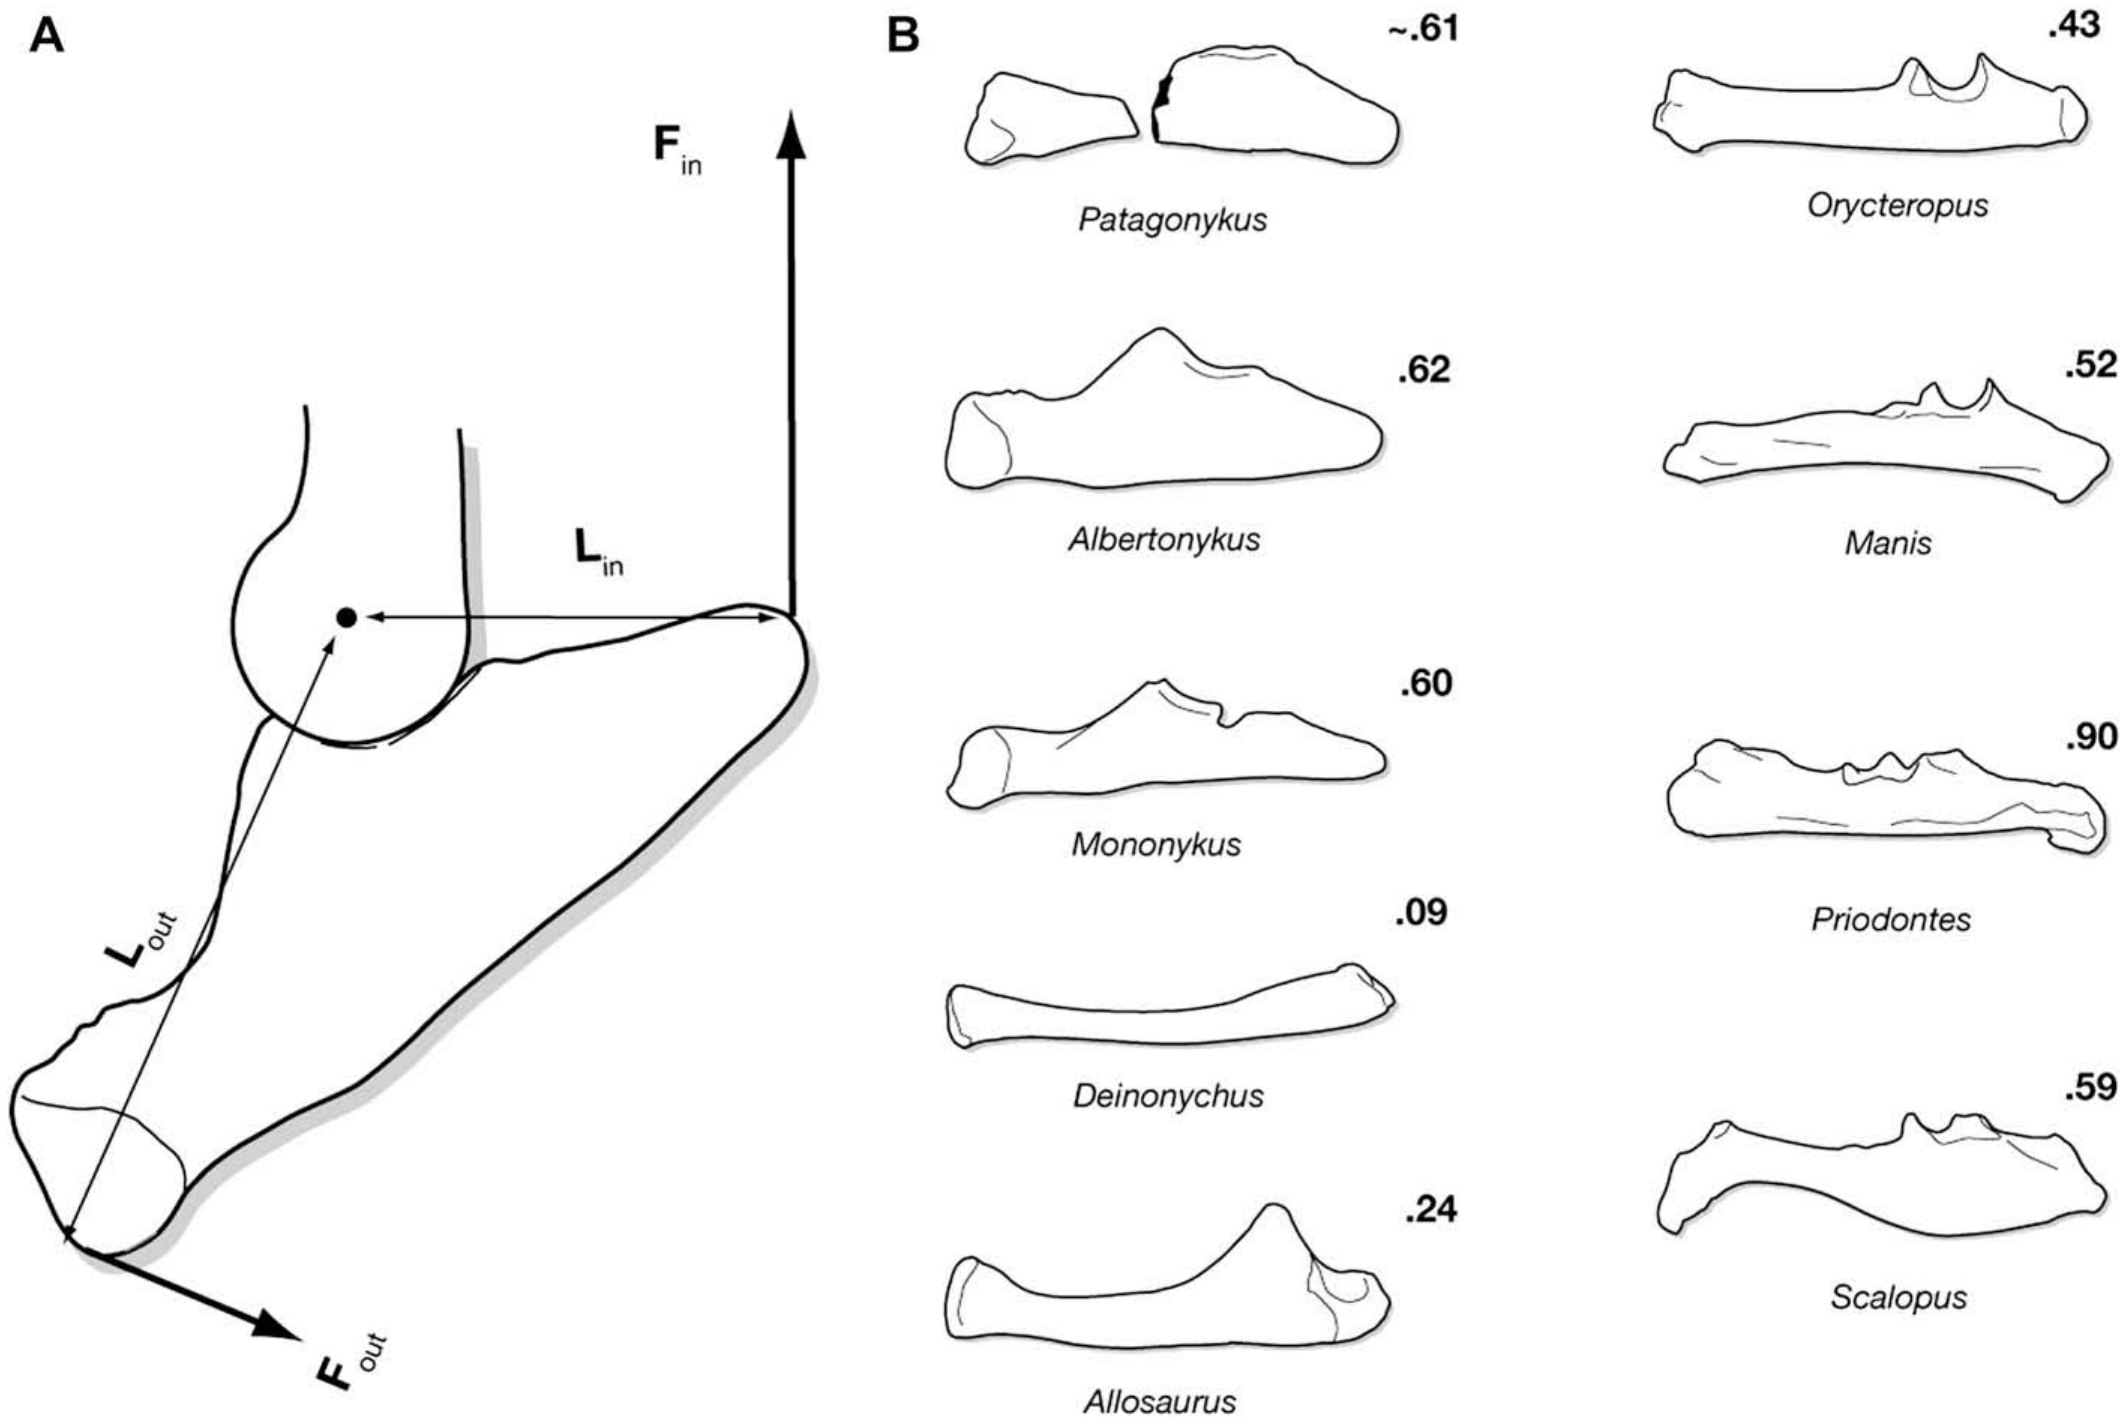 A
F in
L in
L out
F out
B
~.61
Patagonykus
.62
Albertonykus
.60
Mononykus
.09
Deinonychus
.24
Allosaurus
.43
Orycteropus
.52
Manis
.90
Priodontes
.59
Scalopus